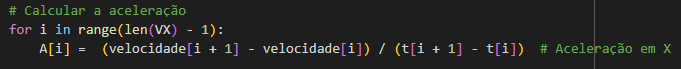 # Calcular a aceleração
for i in range(len(VX) - 1):
    A[i] =  (velocidade[i + 1] - velocidade[i]) / (t[i + 1] - t[i])  # Aceleração em X